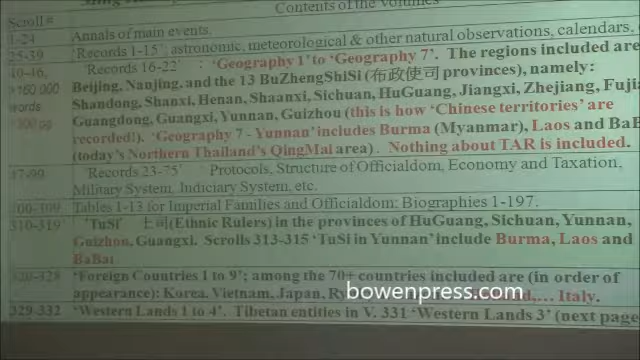 Contents of the Volumes
Scroll #
1-24 Annals of main events.
25-39 'Records 1-15' astronomic, meteorological & other natural observations, calendars.
40-46, 'Records 16-22' : 'Geography 1' to 'Geography 7'. The regions included are
>160,000 Beijing, Nanjing, and the 13 BuZhengShiSi (布政使司 provinces), namely:
words Shandong, Shanxi, Henan, Shaanxi, Sichuan, HuGuang, Jiangxi, Zhejiang, Fujia
300 pg Guangdong, Guangxi, Yunnan, Guizhou (this is how 'Chinese territories' are
recorded!). 'Geography 7 - Yunnan' includes Burma (Myanmar), Laos and BaB
(today's Northern Thailand's QingMai area). Nothing about TAR is included.
47-99 'Records 23-75' Protocols, Structure of Officialdom, Economy and Taxation,
Military System, Judiciary System, etc.
100-109 Tables 1-13 for Imperial Families and Officialdom: Biographies 1-197.
310-319 'TuSi' 土司(Ethnic Rulers) in the provinces of HuGuang, Sichuan, Yunnan,
Guizhou, Guangxi. Scrolls 313-315 'TuSi in Yunnan' include Burma, Laos and
BaBai
320-328 'Foreign Countries 1 to 9'; among the 70+ countries included are (in order of
appearance): Korea, Vietnam, Japan, Italy.
bowenpress.com
329-332 'Western Lands 1 to 4'. Tibetan entities in V. 331 'Western Lands 3' (next page